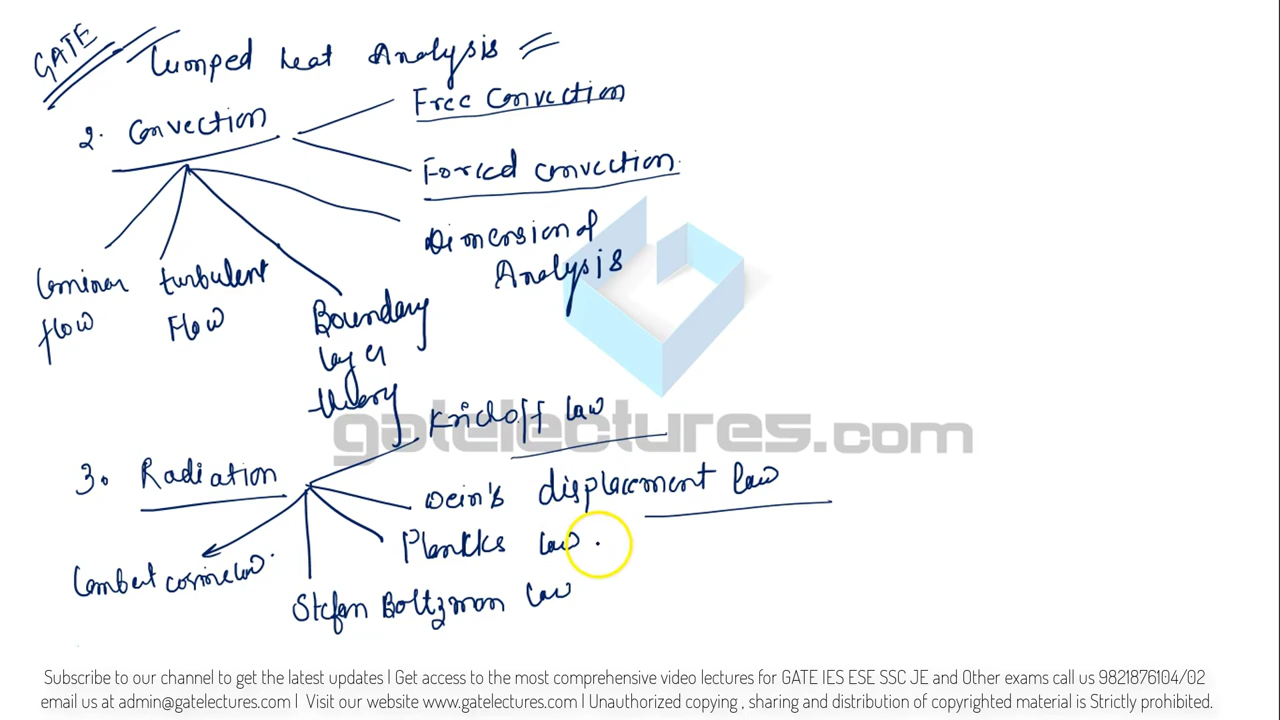 GATE
Lumped heat Analysis =
2. Convection
Free Convection
Forced convection
Dimension of
Analysis
Laminar
flow
turbulent
Flow
Boundary
layer
theory
gatelectures.com
3. Radiation
Krichoff law
Wein's displacement law
Planckks law .
Stefan Boltzman law
Lambert cosine law.
Subscribe to our channel to get the latest updates | Get access to the most comprehensive video lectures for GATE IES ESE SSC JE and Other exams call us 9821876104/02
email us at admin@gatelectures.com | Visit our website www.gatelectures.com | Unauthorized copying , sharing and distribution of copyrighted material is Strictly prohibited.